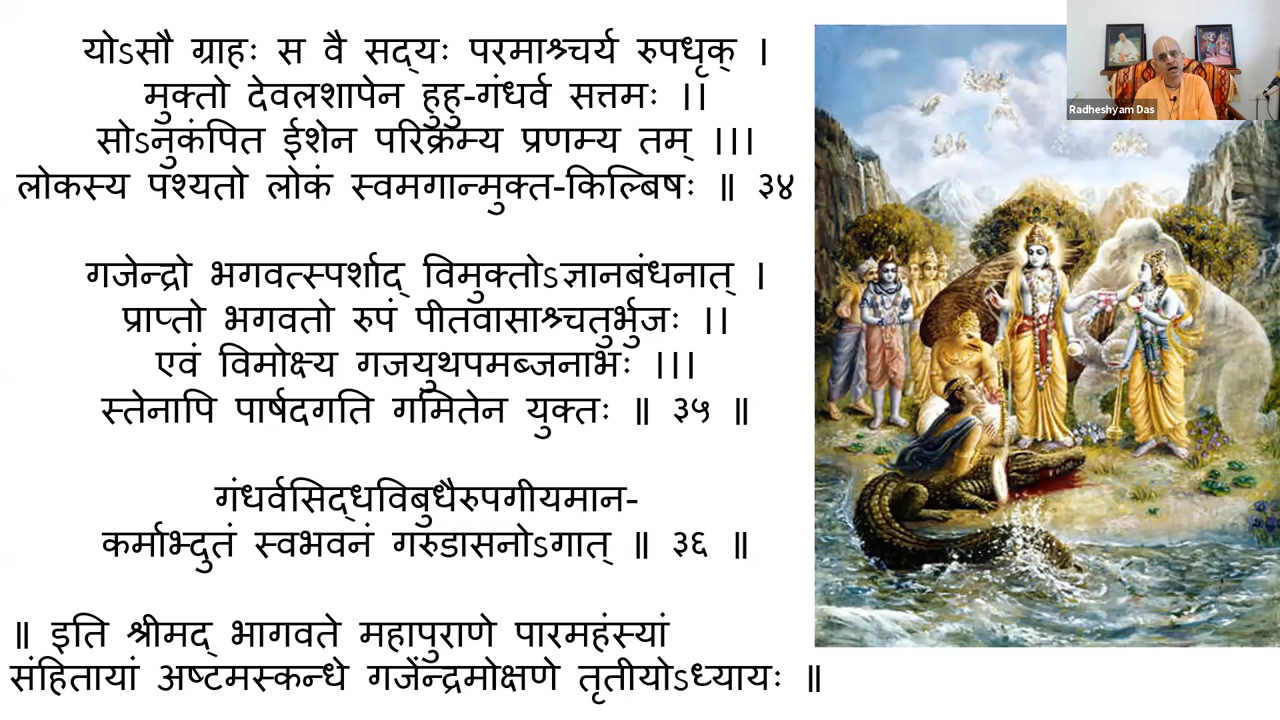 योऽसौ ग्राहः स वै सद्यः परमाश्र्चर्य रुपधृक् ।
मुक्तो देवलशापेन हुहु-गंधर्व सत्तमः ।।
सोऽनुकंपित ईशेन परिक्रम्य प्रणम्य तम् ।।।
लोकस्य पश्यतो लोकं स्वमगान्मुक्त-किल्बिषः ॥ ३४
गजेन्द्रो भगवत्स्पर्शाद् विमुक्तोऽज्ञानबंधनात् ।
प्राप्तो भगवतो रुपं पीतवासाश्र्चतुर्भुजः ।।
एवं विमोक्ष्य गजयुथपमब्जनाभः ।।।
स्तेनापि पार्षदगति गमितेन युक्तः ॥ ३५ ॥
गंधर्वसिद्धविबुधैरुपगीयमान-
कर्माभ्दुतं स्वभवनं गरुडासनोऽगात् ॥ ३६ ॥
॥ इति श्रीमद् भागवते महापुराणे पारमहंस्यां
संहितायां अष्टमस्कन्धे गजेंन्द्रमोक्षणे तृतीयोऽध्यायः ॥
Radheshyam Das